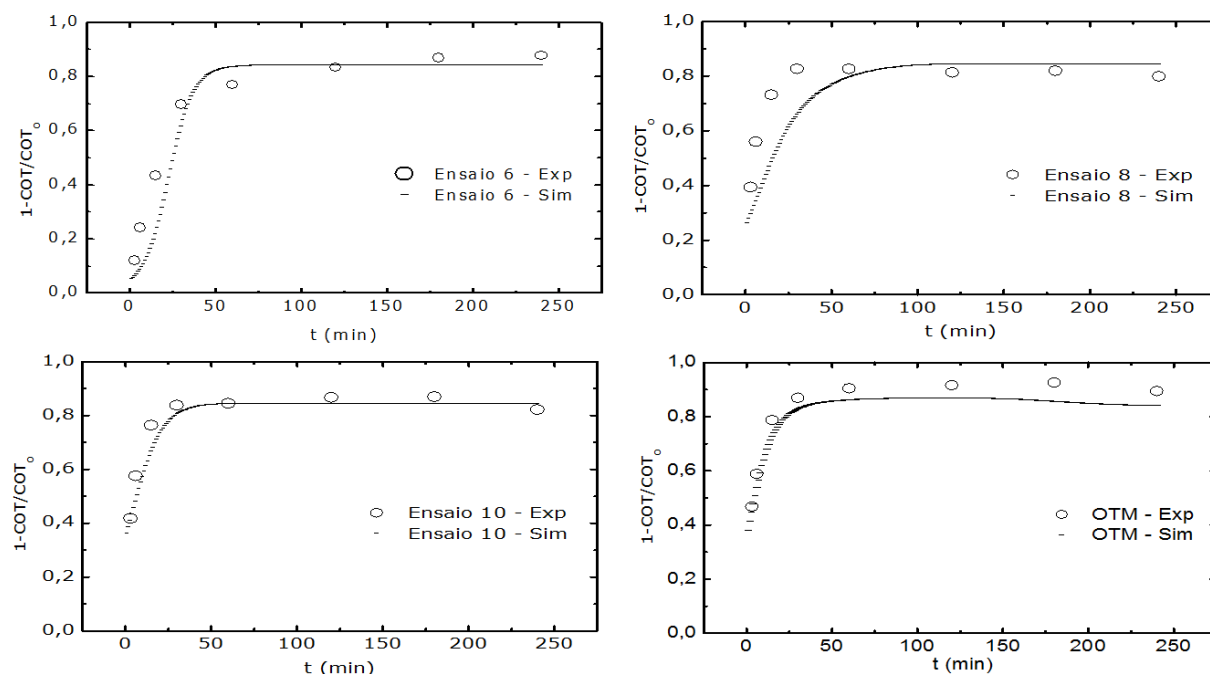 1,0
0,8
0,6
0,4
0,2
0,0
1-COT/COT₀
Ensaio 6 - Exp
Ensaio 6 - Sim
0 50 100 150 200 250
t (min)
1,0
0,8
0,6
0,4
0,2
0,0
1-COT/COT₀
Ensaio 8 - Exp
Ensaio 8 - Sim
0 50 100 150 200 250
t (min)
1,0
0,8
0,6
0,4
0,2
0,0
1-COT/COT₀
Ensaio 10 - Exp
Ensaio 10 - Sim
0 50 100 150 200 250
t (min)
1,0
0,8
0,6
0,4
0,2
0,0
1-COT/COT₀
OTM - Exp
OTM - Sim
0 50 100 150 200 250
t (min)